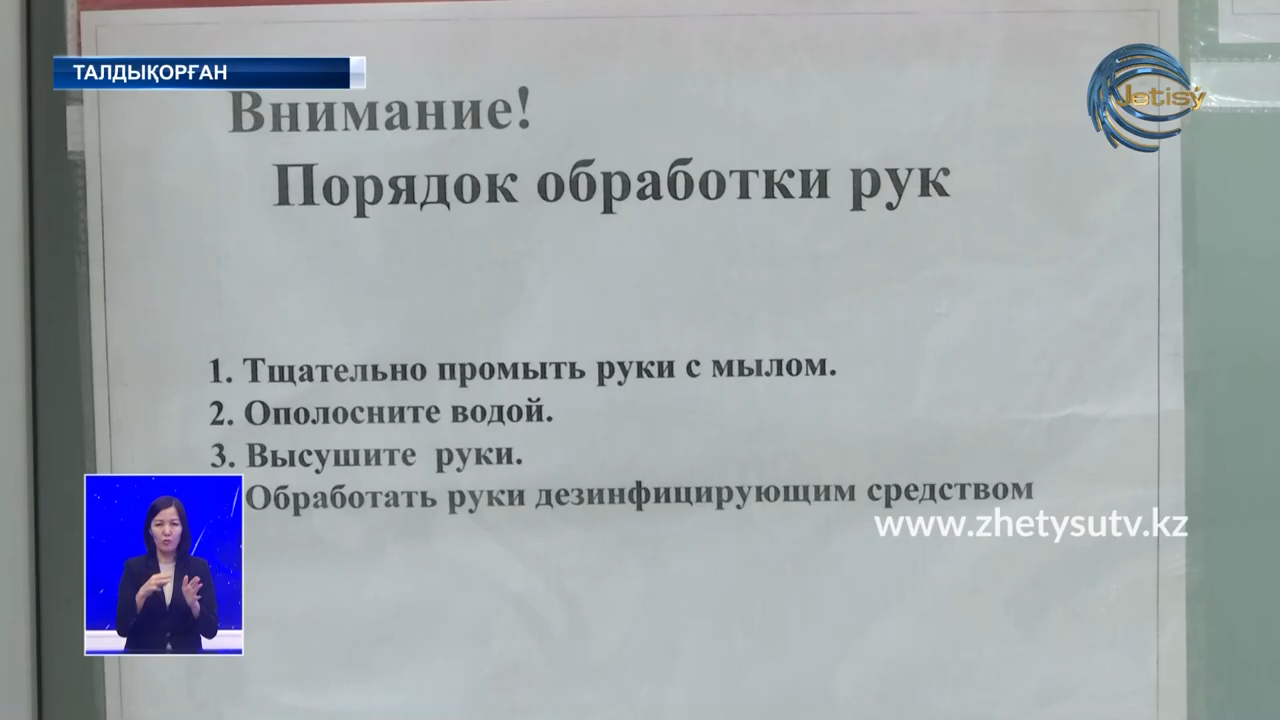 ТАЛДЫҚОРҒАН
Jetisý
Внимание!
Порядок обработки рук
1. Тщательно промыть руки с мылом.
2. Ополосните водой.
3. Высушите руки.
Обработать руки дезинфицирующим средством
www.zhetysutv.kz